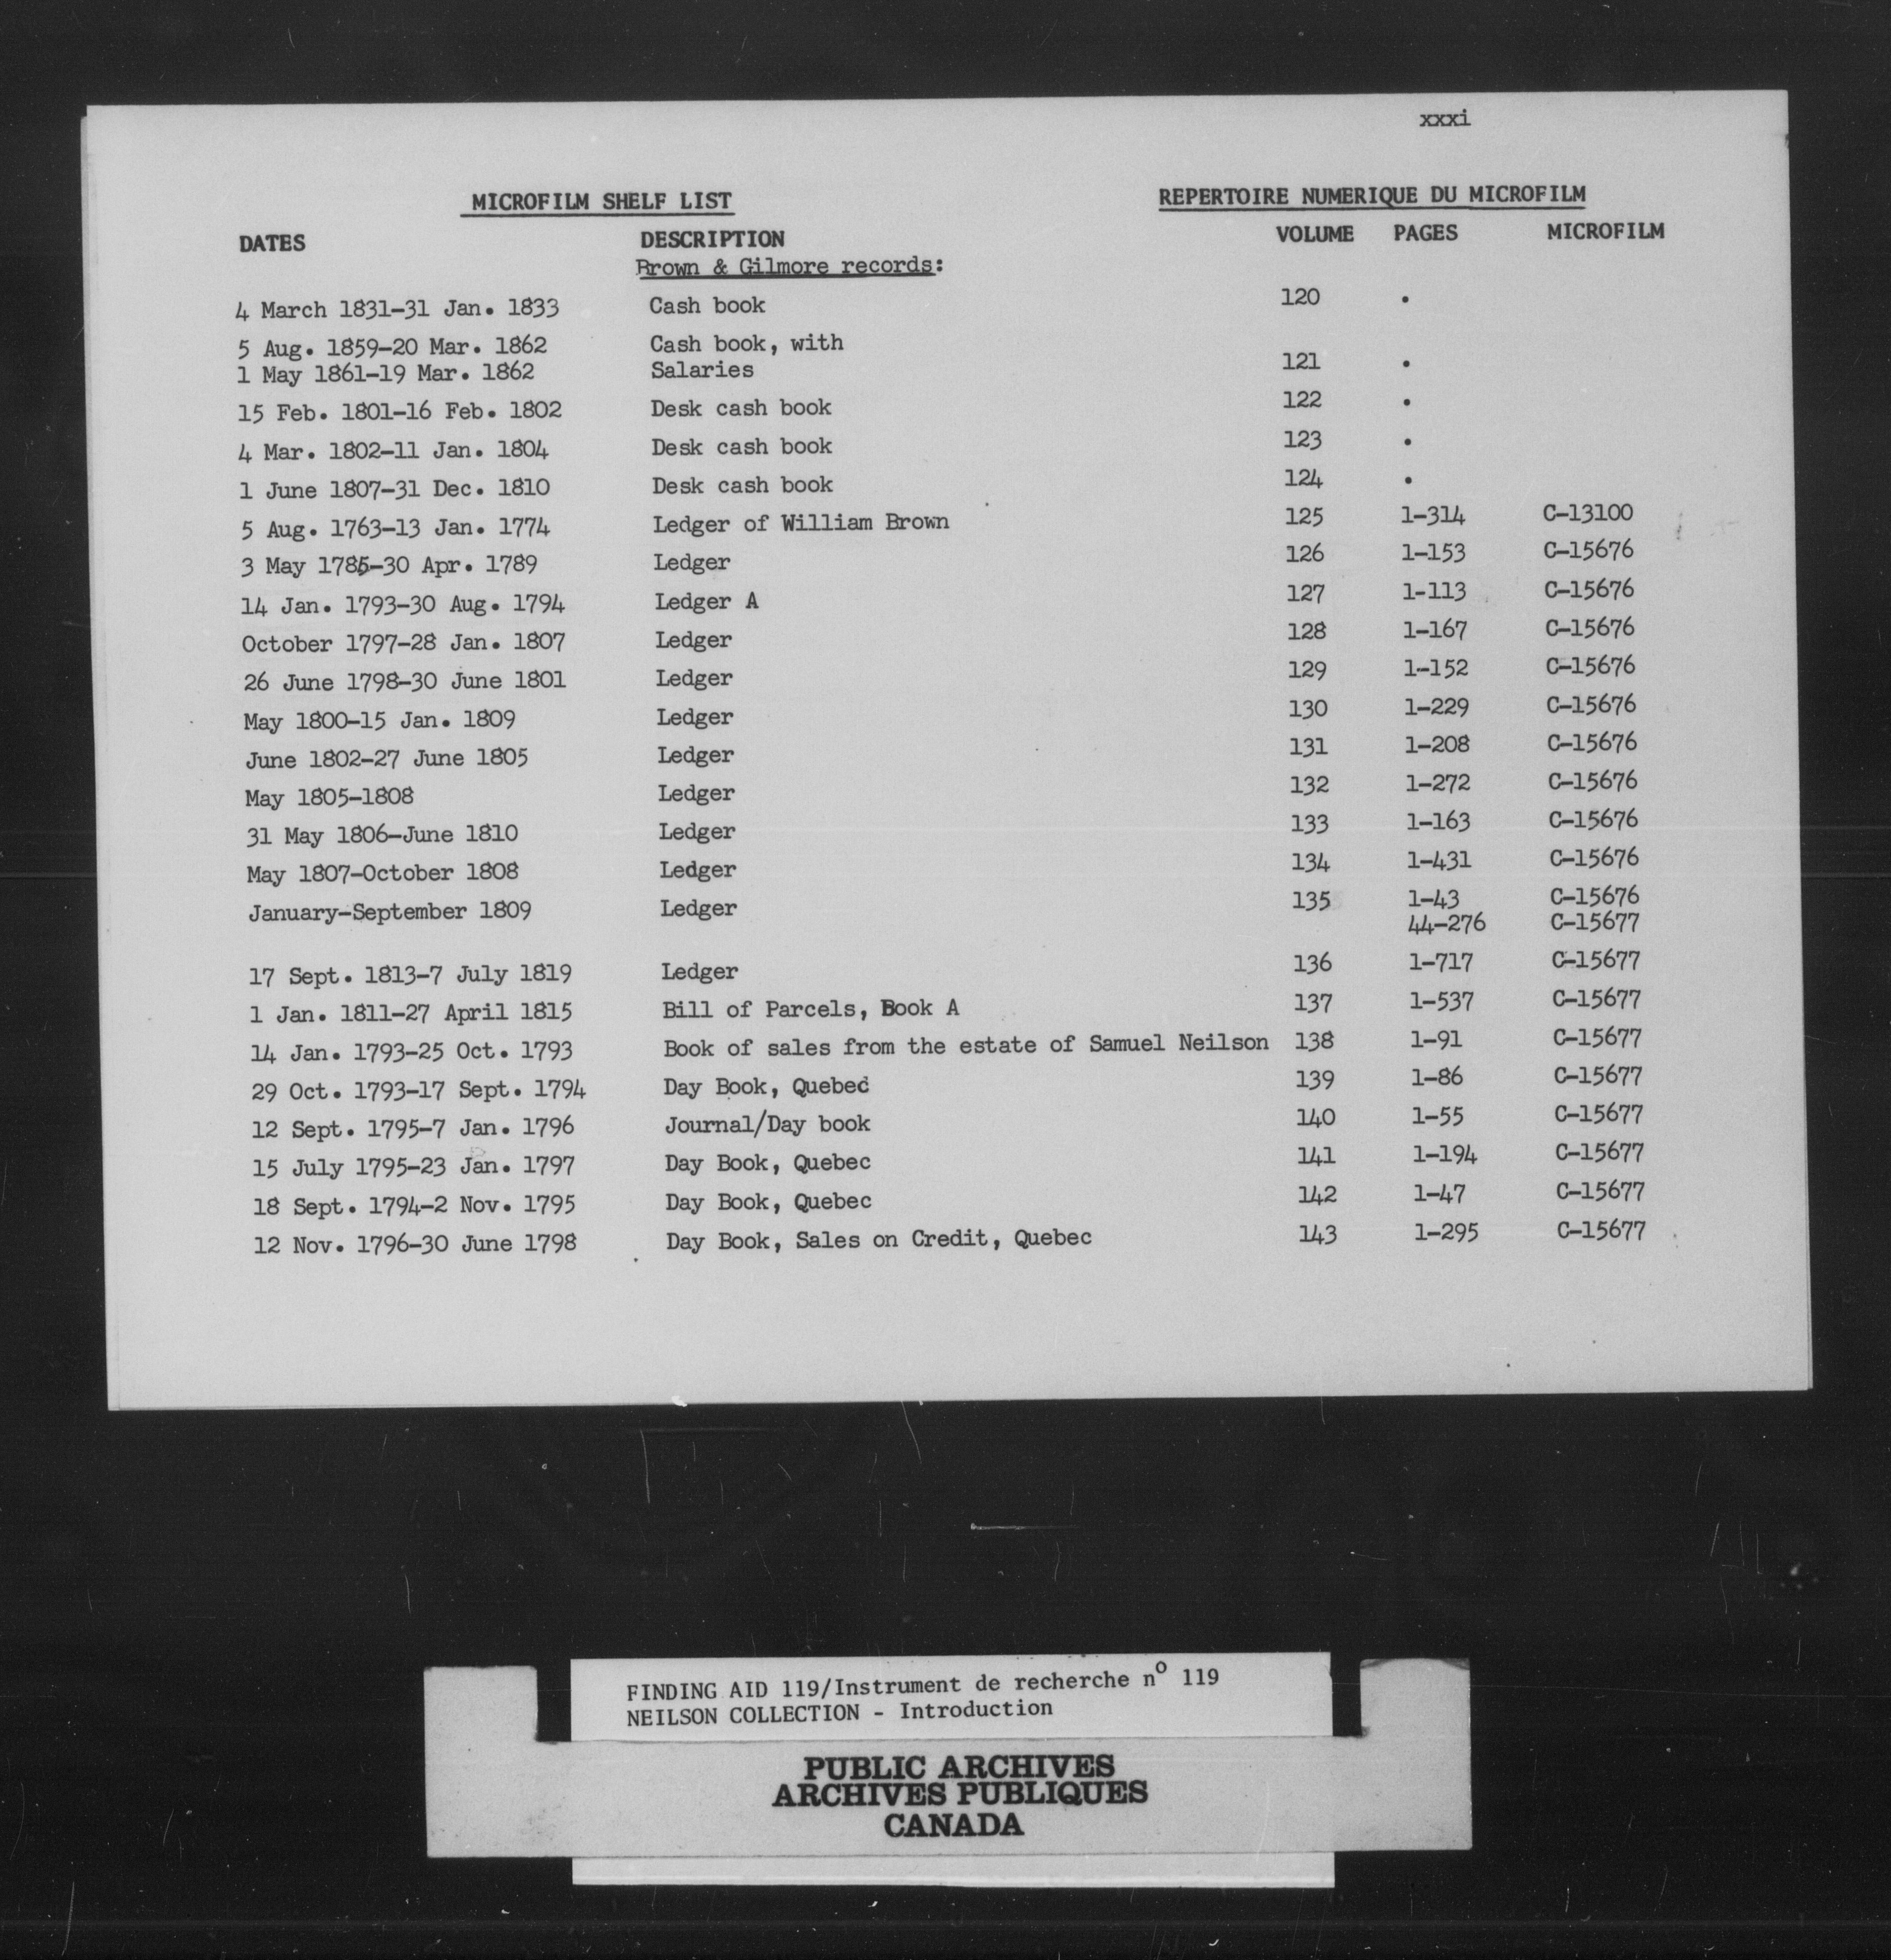 xxxi
MICROFILM SHELF LIST REPERTOIRE NUMERIQUE DU MICROFILM
DATES DESCRIPTION VOLUME PAGES MICROFILM
Brown & Gilmore records:
4 March 1831-31 Jan. 1833 Cash book 120 .
5 Aug. 1859-20 Mar. 1862 Cash book, with
1 May 1861-19 Mar. 1862 Salaries 121 .
15 Feb. 1801-16 Feb. 1802 Desk cash book 122 .
4 Mar. 1802-11 Jan. 1804 Desk cash book 123 .
1 June 1807-31 Dec. 1810 Desk cash book 124 .
5 Aug. 1763-13 Jan. 1774 Ledger of William Brown 125 1-314 C-13100
3 May 1785-30 Apr. 1789 Ledger 126 1-153 C-15676
14 Jan. 1793-30 Aug. 1794 Ledger A 127 1-113 C-15676
October 1797-28 Jan. 1807 Ledger 128 1-167 C-15676
26 June 1798-30 June 1801 Ledger 129 1-152 C-15676
May 1800-15 Jan. 1809 Ledger 130 1-229 C-15676
June 1802-27 June 1805 Ledger 131 1-208 C-15676
May 1805-1808 Ledger 132 1-272 C-15676
31 May 1806-June 1810 Ledger 133 1-163 C-15676
May 1807-October 1808 Ledger 134 1-431 C-15676
January-September 1809 Ledger 135 1-43 C-15676
44-276 C-15677
17 Sept. 1813-7 July 1819 Ledger 136 1-717 C-15677
1 Jan. 1811-27 April 1815 Bill of Parcels, Book A 137 1-537 C-15677
14 Jan. 1793-25 Oct. 1793 Book of sales from the estate of Samuel Neilson 138 1-91 C-15677
29 Oct. 1793-17 Sept. 1794 Day Book, Quebec 139 1-86 C-15677
12 Sept. 1795-7 Jan. 1796 Journal/Day book 140 1-55 C-15677
15 July 1795-23 Jan. 1797 Day Book, Quebec 141 1-194 C-15677
18 Sept. 1794-2 Nov. 1795 Day Book, Quebec 142 1-47 C-15677
12 Nov. 1796-30 June 1798 Day Book, Sales on Credit, Quebec 143 1-295 C-15677
FINDING AID 119/Instrument de recherche nº 119
NEILSON COLLECTION - Introduction
PUBLIC ARCHIVES
ARCHIVES PUBLIQUES
CANADA